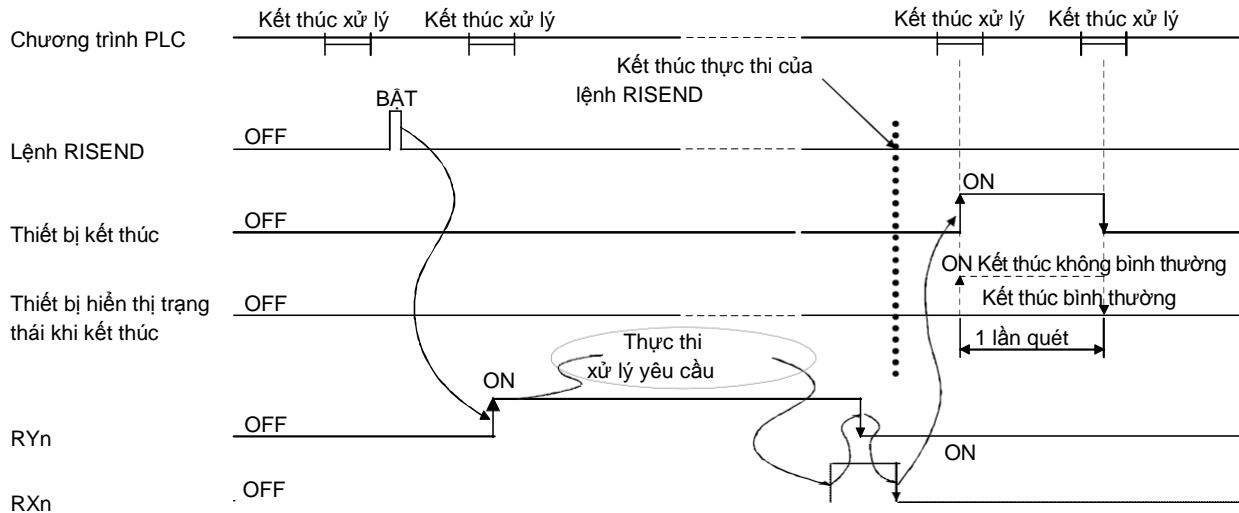 Kết thúc xử lý Kết thúc xử lý Kết thúc xử lý Kết thúc xử lý
Chương trình PLC
Kết thúc thực thi của
lệnh RISEND
BẬT
OFF
Lệnh RISEND
ON
OFF
Thiết bị kết thúc
ON Kết thúc không bình thường
Thiết bị hiển thị trạng
thái khi kết thúc
OFF
Kết thúc bình thường
1 lần quét
Thực thi
xử lý yêu cầu
ON
OFF
RYn
ON
OFF
RXn